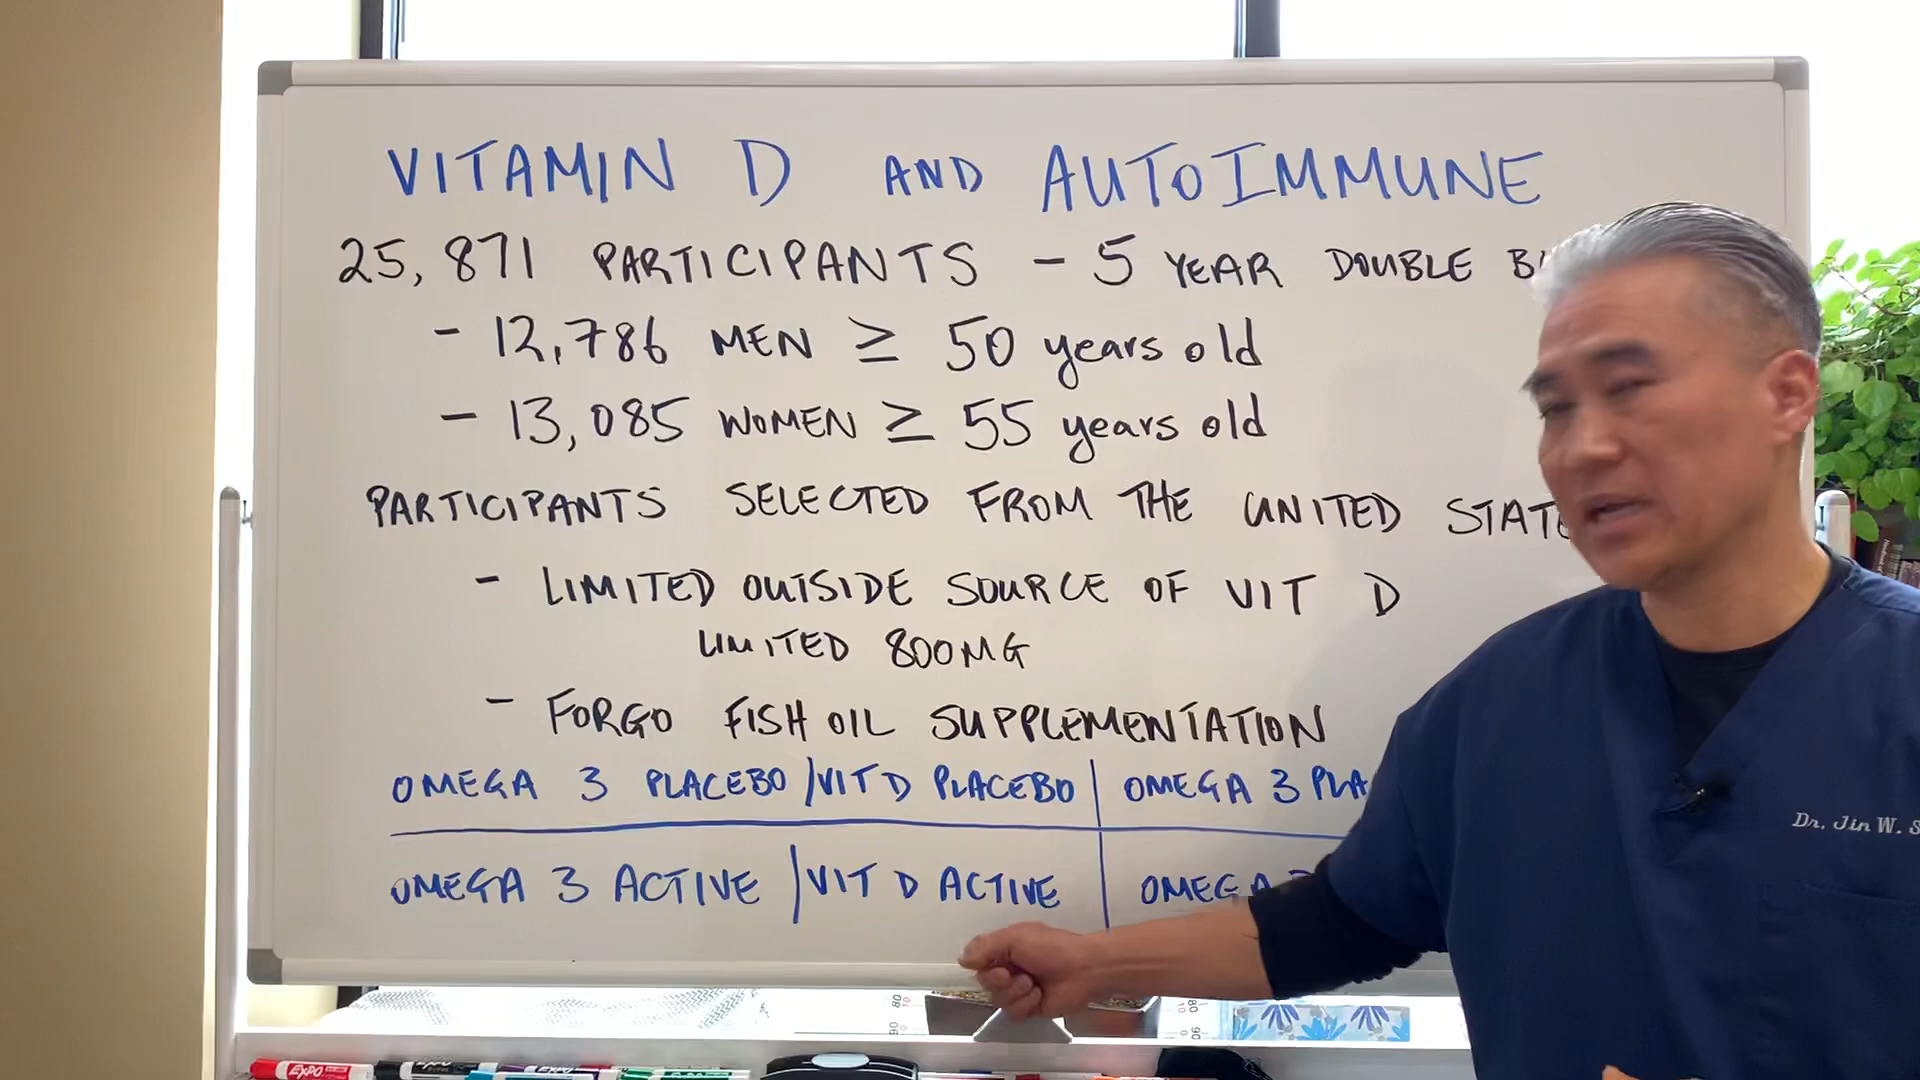 VITAMIN D AND AUTOIMMUNE
25,871 PARTICIPANTS - 5 YEAR DOUBLE
- 12,786 MEN ≥ 50 years old
- 13,085 WOMEN ≥ 55 years old
PARTICIPANTS SELECTED FROM THE UNITED
- LIMITED OUTSIDE SOURCE OF VIT D
LIMITED 800MG
- FORGO FISH OIL SUPPLEMENTATION
OMEGA 3 PLACEBO / VIT D PLACEBO | OMEGA 3
OMEGA 3 ACTIVE / VIT D ACTIVE | OMEGA
Dr. Jin W.
EXPO
EXPO